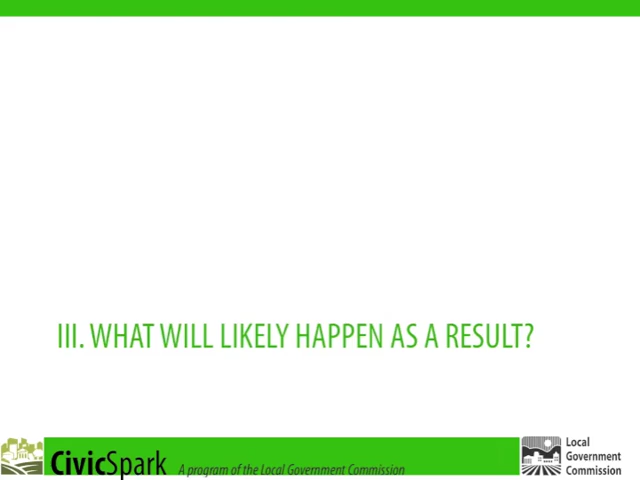 III. WHAT WILL LIKELY HAPPEN AS A RESULT?
CivicSpark A program of the Local Government Commission
Local
Government
Commission